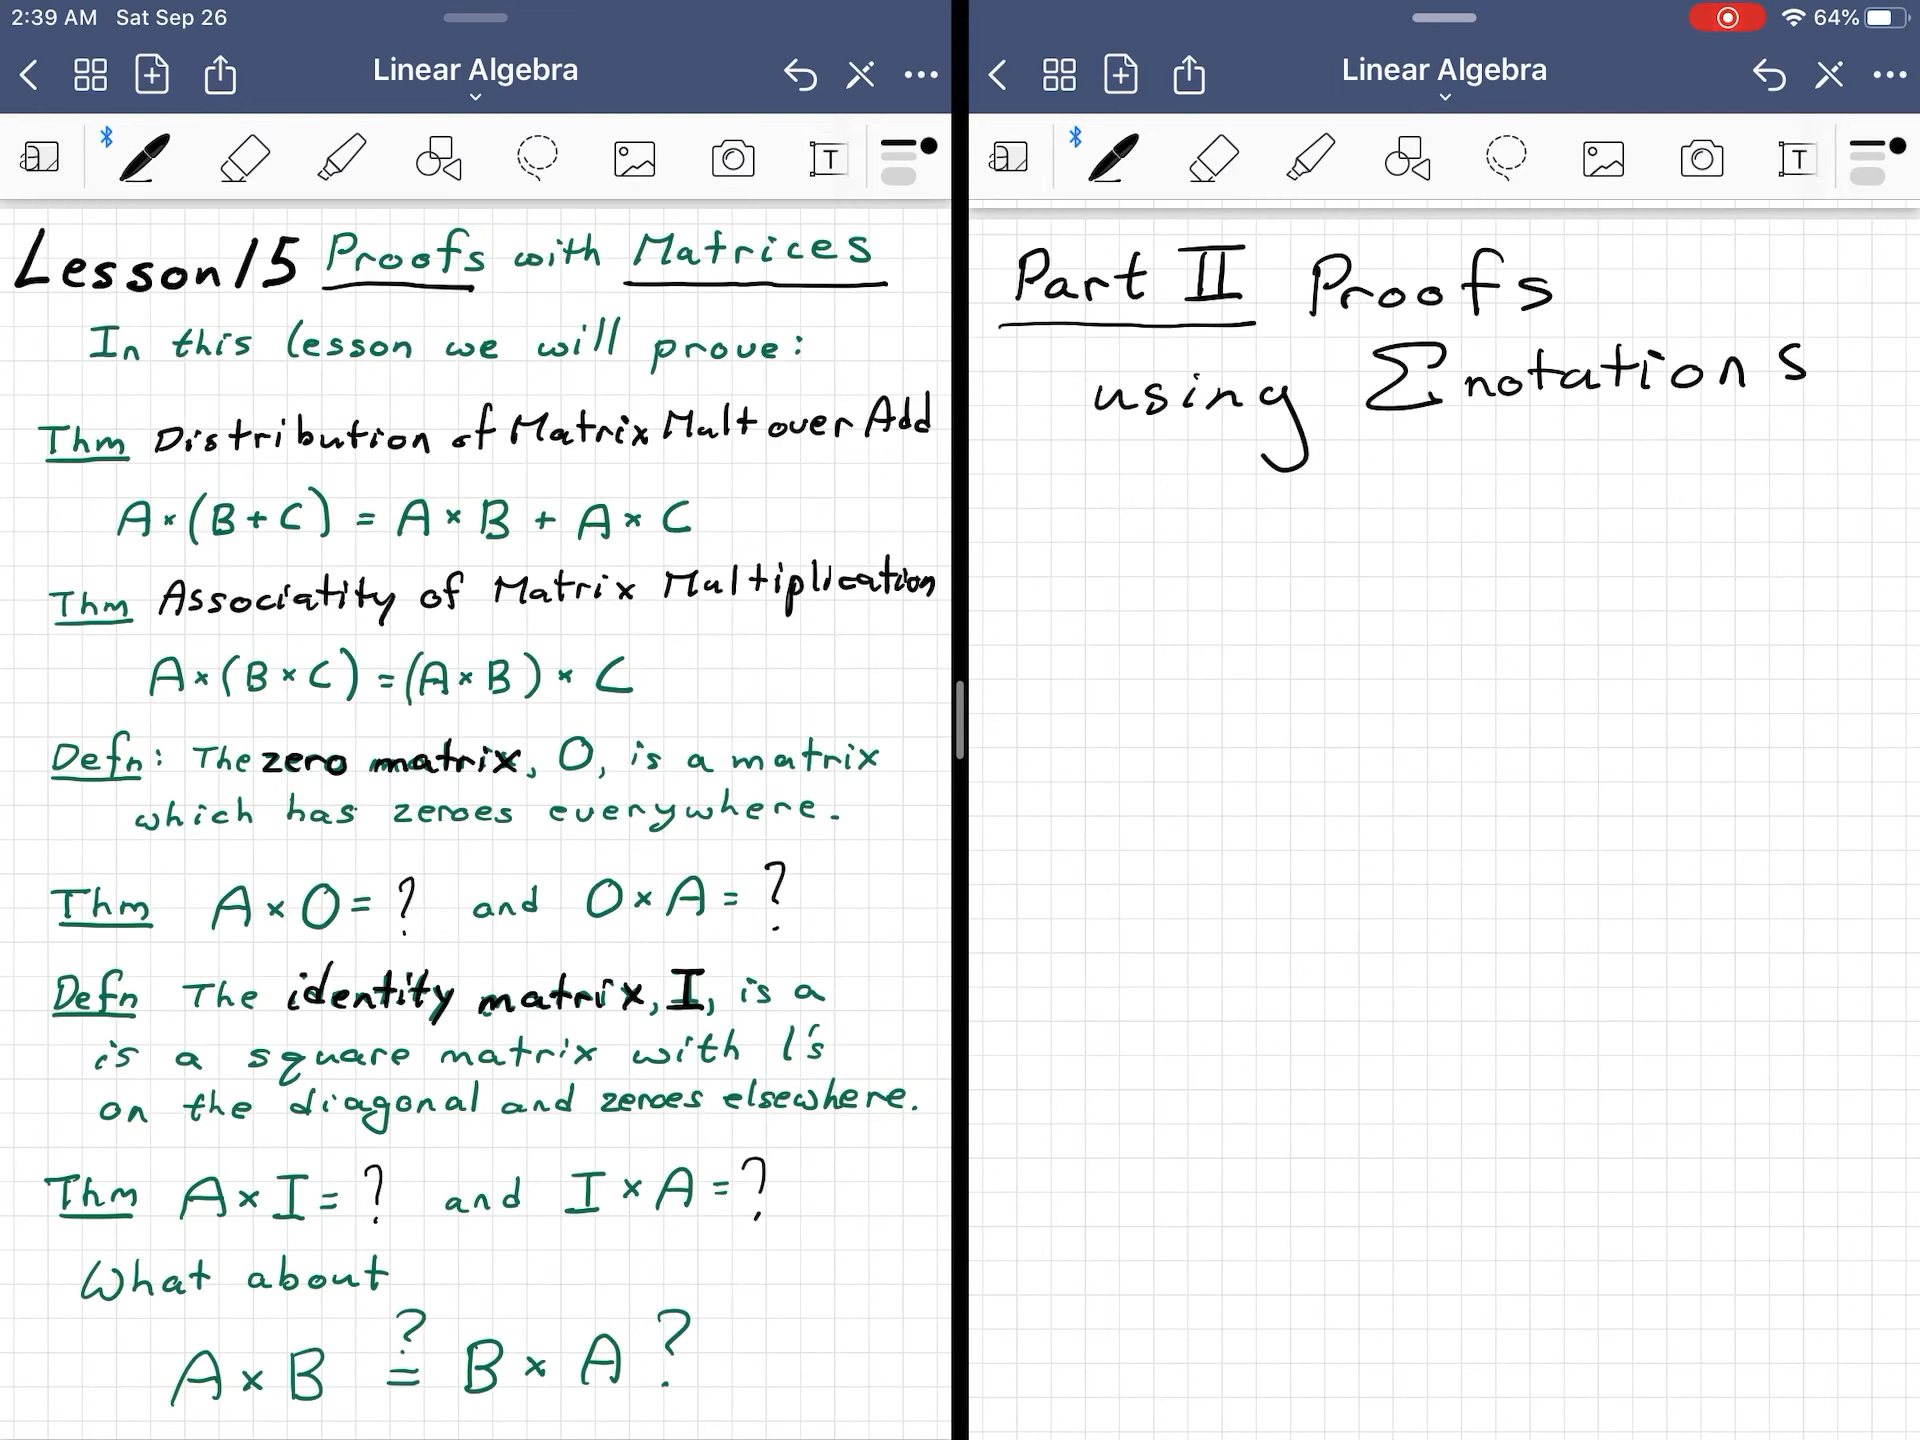 2:39 AM Sat Sep 26
64%
Linear Algebra
Linear Algebra
Lesson 15 Proofs with Matrices
In this lesson we will prove:
Thm Distribution of Matrix Mult over Add
A × (B + C) = A × B + A × C
Thm Associatity of Matrix Multiplication
A × (B × C) = (A × B) × C
Defn: The zero matrix, O, is a matrix
which has zeroes everywhere.
Thm A × O = ? and O × A = ?
Defn The identity matrix, I, is a
is a square matrix with 1's
on the diagonal and zeroes elsewhere.
Thm A × I = ? and I × A = ?
What about
A × B ?= B × A ?
Part II Proofs
using Σ notations